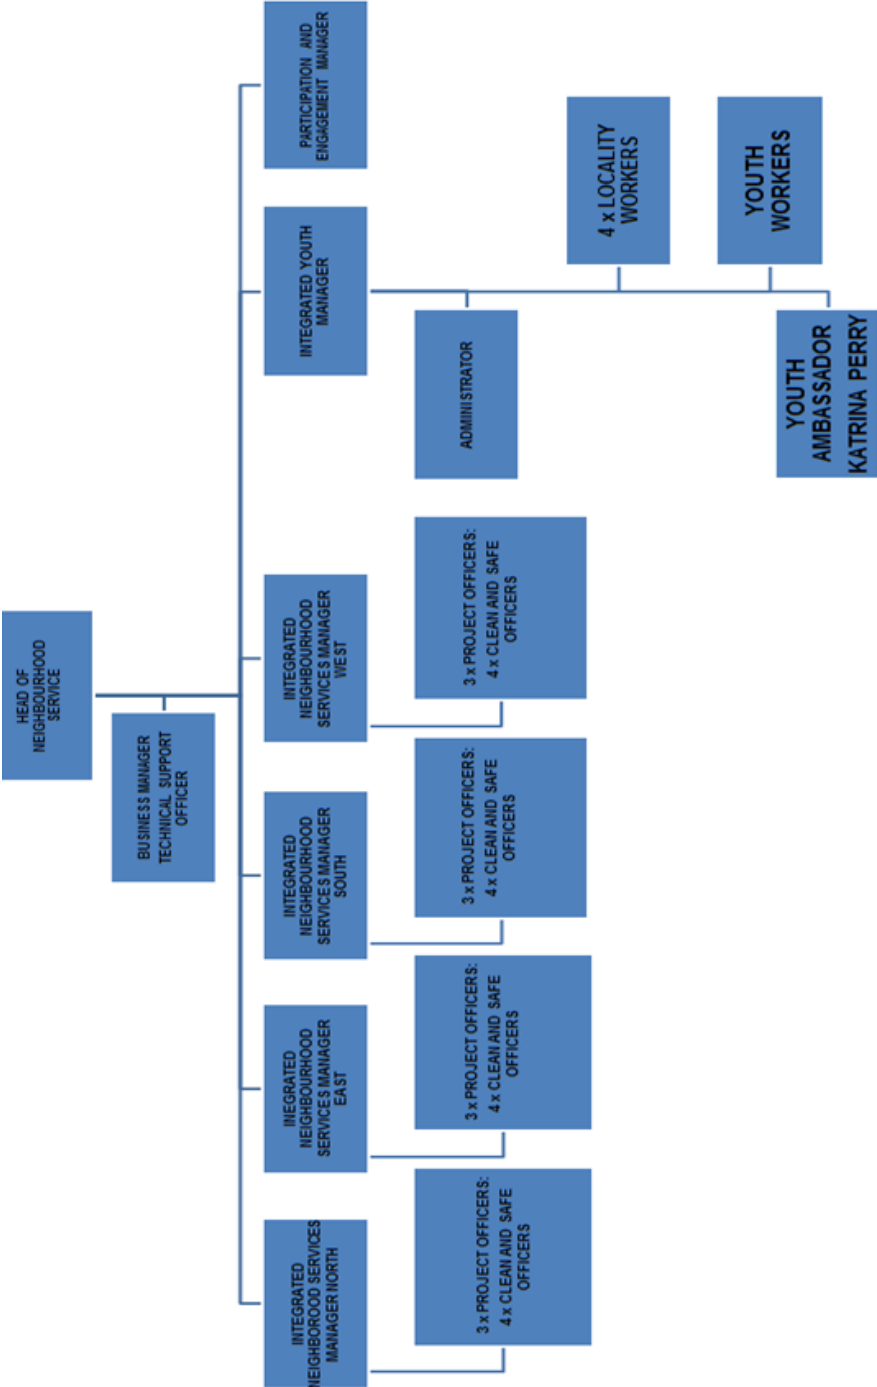 HEAD OF
NEIGHBOURHOOD
SERVICE
BUSINESS MANAGER
TECHNICAL SUPPORT
OFFICER
INTEGRATED
NEIGHBOROOD SERVICES
MANAGER NORTH
INEGRATED
NEIGHBOURHOOD
SERVICES MANAGER
EAST
INTEGRATED
NEIGHBOURHOOD
SERVICES MANAGER
SOUTH
INTEGRATED
NEIGHBOURHOOD
SERVICES MANAGER
WEST
INTEGRATED YOUTH
MANAGER
PARTICIPATION AND
ENGAGEMENT MANAGER
3 x PROJECT OFFICERS:
4 x CLEAN AND SAFE
OFFICERS
3 x PROJECT OFFICERS:
4 x CLEAN AND SAFE
OFFICERS
3 x PROJECT OFFICERS:
4 x CLEAN AND SAFE
OFFICERS
3 x PROJECT OFFICERS:
4 x CLEAN AND SAFE
OFFICERS
ADMINISTRATOR
4 x LOCALITY
WORKERS
YOUTH
WORKERS
YOUTH
AMBASSADOR
KATRINA PERRY